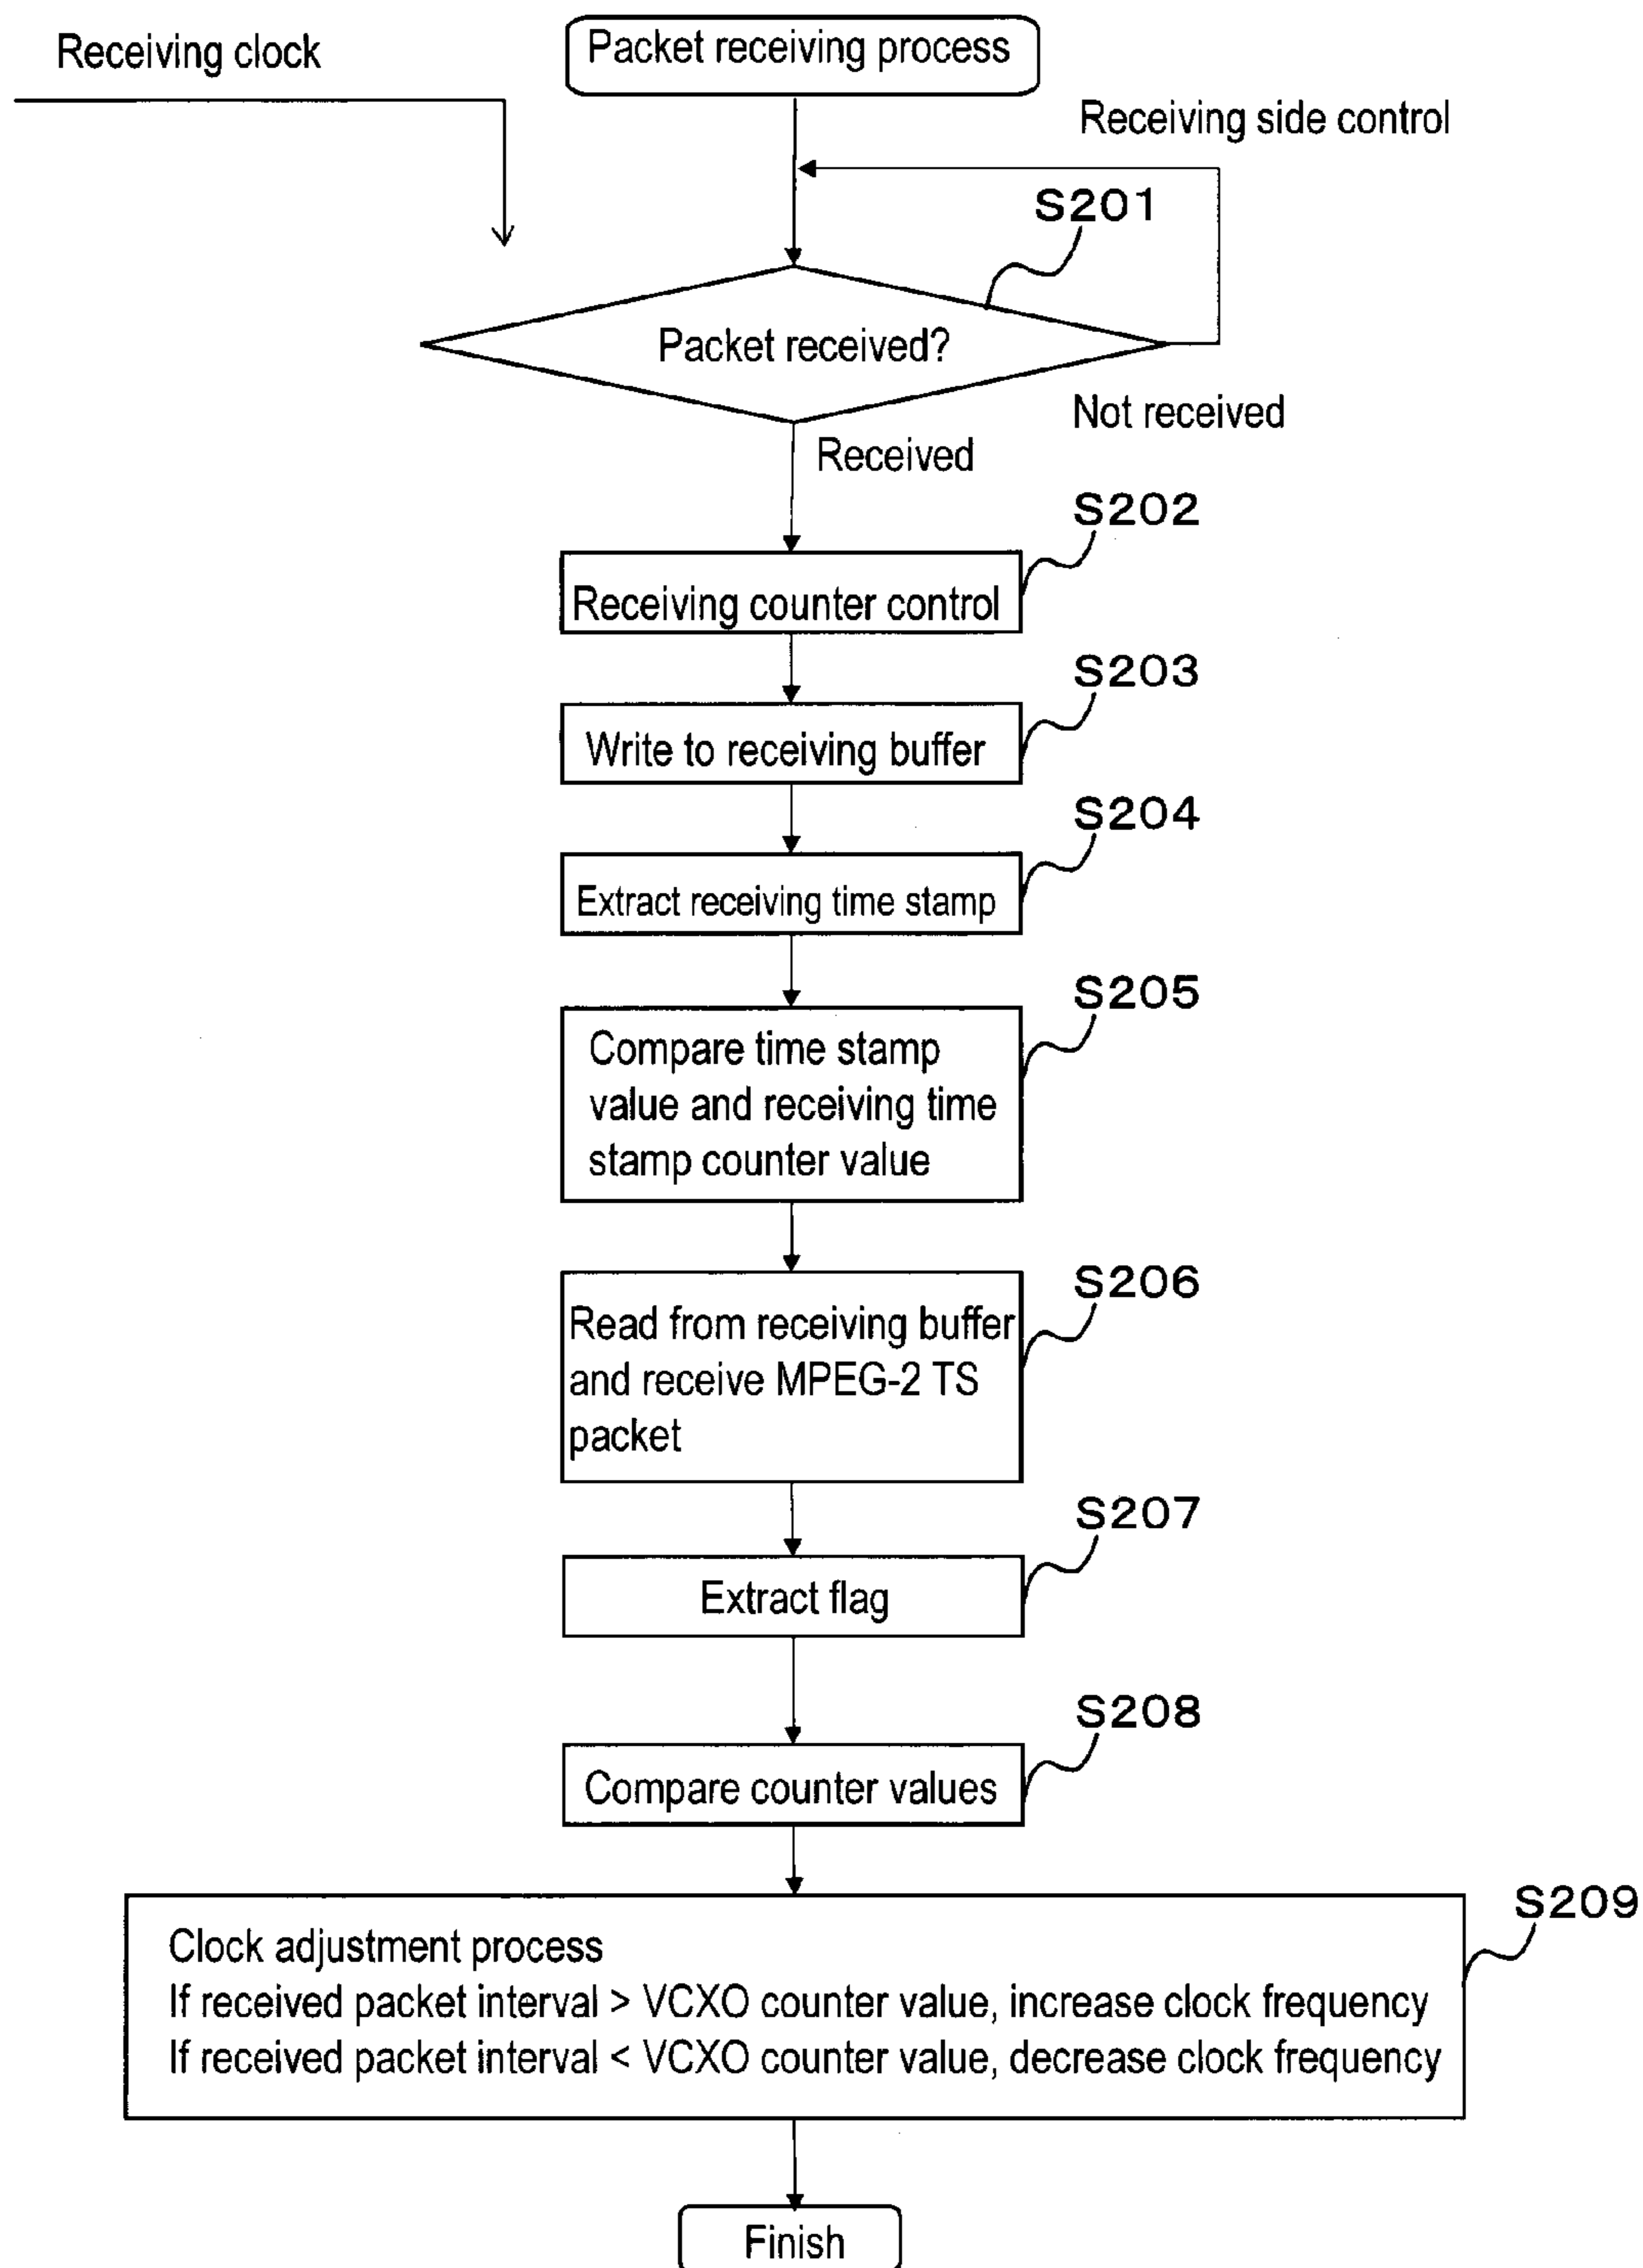 Receiving clock
Packet receiving process
Receiving side control
S201
Packet received?
Not received
Received
S202
Receiving counter control
S203
Write to receiving buffer
S204
Extract receiving time stamp
S205
Compare time stamp
value and receiving time
stamp counter value
S206
Read from receiving buffer
and receive MPEG-2 TS
packet
S207
Extract flag
S208
Compare counter values
S209
Clock adjustment process
If received packet interval > VCXO counter value, increase clock frequency
If received packet interval < VCXO counter value, decrease clock frequency
Finish